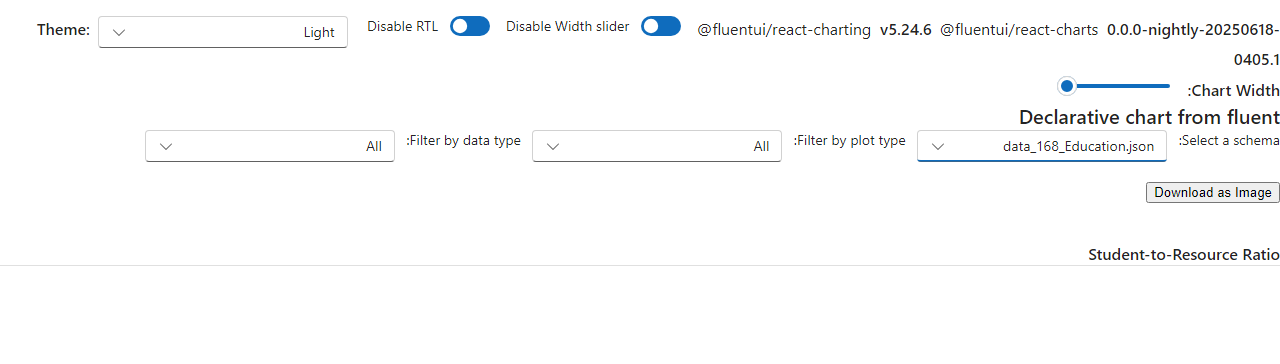 Theme: Light Disable RTL Disable Width slider @fluentui/react-charting v5.24.6 @fluentui/react-charts 0.0.0-nightly-20250618-
0405.1
:Chart Width
Declarative chart from fluent
:Select a schema data_168_Education.json :Filter by plot type All :Filter by data type All
Download as Image
Student-to-Resource Ratio